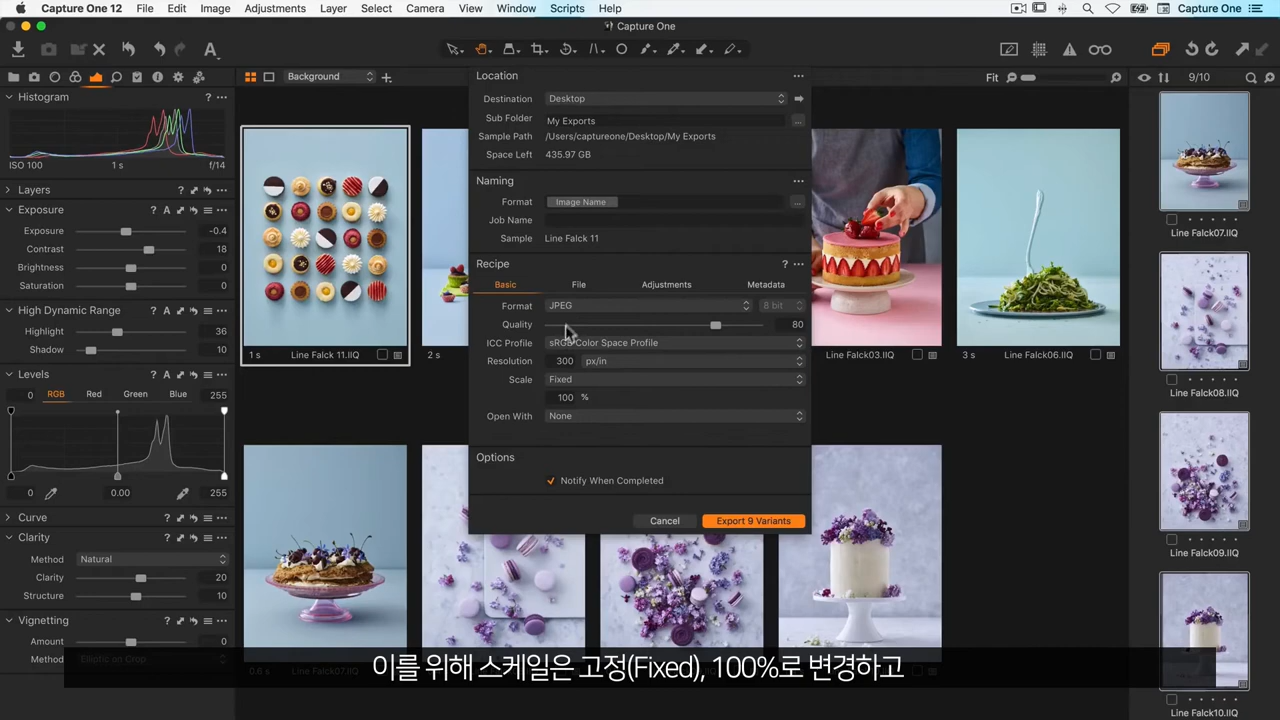 Capture One 12 File Edit Image Adjustments Layer Select Camera View Window Scripts Help Capture One
Capture One
Background
Fit
9/10
Histogram ?
ISO 100 1 s f/14
Layers ?
Exposure ? A
Exposure -0.4
Contrast 18
Brightness 0
Saturation 0
High Dynamic Range ? A
Highlight 36
Shadow 10
Levels ? A
0 RGB Red Green Blue 255
0 0.00 255
Curve ?
Clarity ?
Method Natural
Clarity 20
Structure 10
Vignetting ?
Amount 0
Method Elliptic on Crop
Location
Destination Desktop
Sub Folder My Exports ...
Sample Path /Users/captureone/Desktop/My Exports
Space Left 435.97 GB
Naming
Format Image Name ...
Job Name
Sample Line Falck 11
Recipe ?
Basic File Adjustments Metadata
Format JPEG 8 bit
Quality 80
ICC Profile sRGB Color Space Profile
Resolution 300 px/in
Scale Fixed
100 %
Open With None
Options
Notify When Completed
Cancel Export 9 Variants
1 s Line Falck 11.IIQ
2 s
Line Falck03.IIQ
3 s Line Falck06.IIQ
0.6 s Line Falck07.IIQ
Line Falck07.IIQ
Line Falck08.IIQ
Line Falck09.IIQ
Line Falck10.IIQ
이를 위해 스케일은 고정(Fixed), 100%로 변경하고